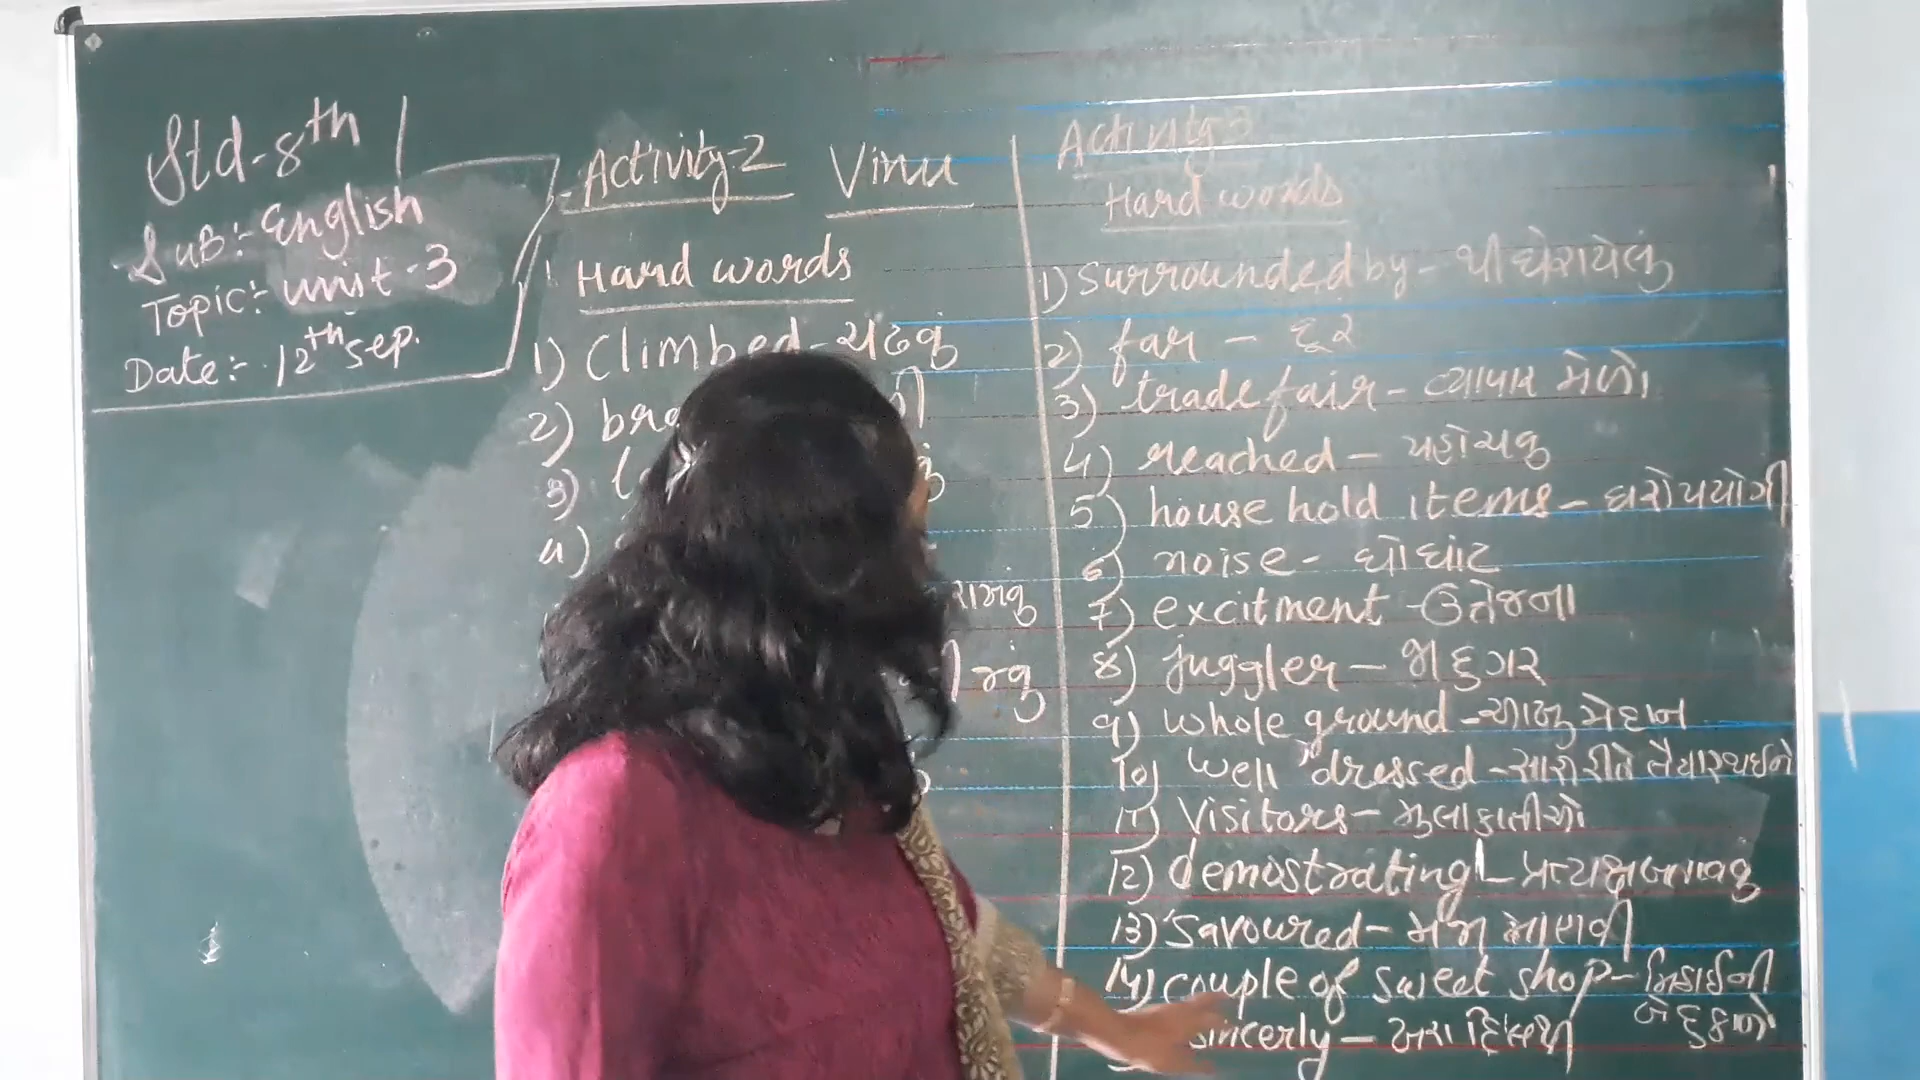 Std-8th
Sub:- English
Topic:- unit-3
Date:- 12th sep.
Activity-2 Vinu
Hard words
1) Climbed - ચઢવું
2) bra
3)
4)
Activity 3
Hard words
1) Surrounded by - થી ઘેરાયેલું
2) far - દૂર
3) trade fair - વ્યાપાર મેળો
4) reached - પહોચવુ
5) house hold items - ઘરોપયોગી
6) noise - ઘોઘાટ
7) excitment - ઉત્તેજના
8) juggler - જાદુગર
9) whole ground - આખુ મેદાન
10) well dressed - સારી રીતે તૈયાર થઇને
11) Visitors - મુલાકાતીઓ
12) demostrating - પ્રત્યક્ષ બતાવવું
13) savoured - મજા માણવી
14) couple of sweet shop - મિઠાઇની
બે દુકાનો
sincerly - ખરા દિલથી